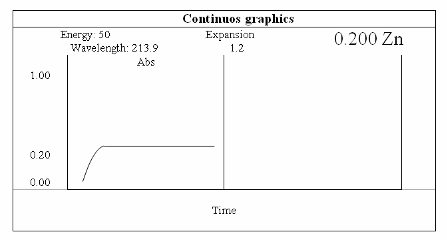 Continuos graphics
Energy: 50 Expansion 0.200 Zn
Wavelength: 213.9 1.2
Abs
1.00
0.20
0.00
Time